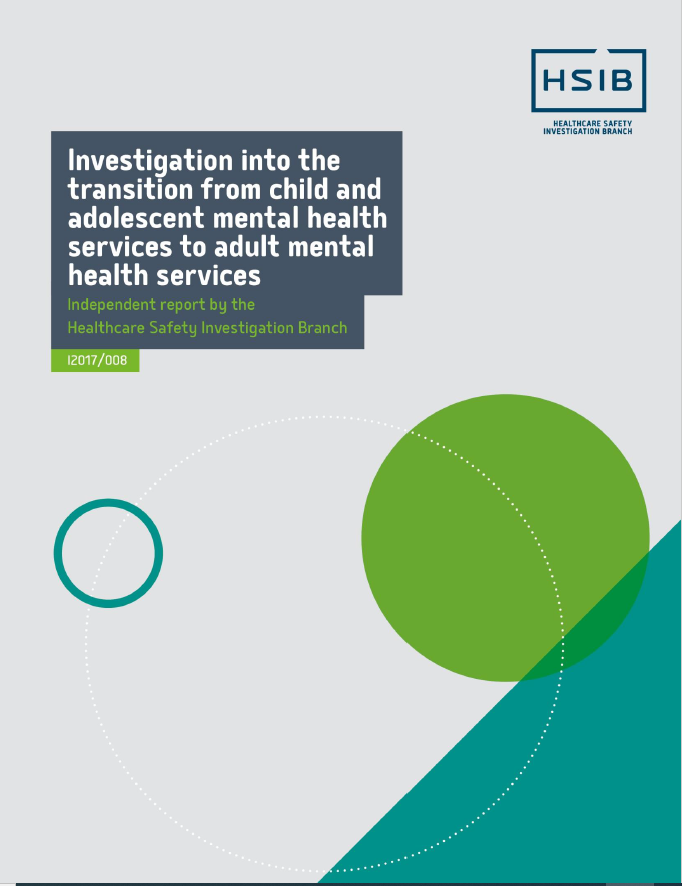 HSIB
HEALTHCARE SAFETY
INVESTIGATION BRANCH
Investigation into the
transition from child and
adolescent mental health
services to adult mental
health services
Independent report by the
Healthcare Safety Investigation Branch
I2017/008